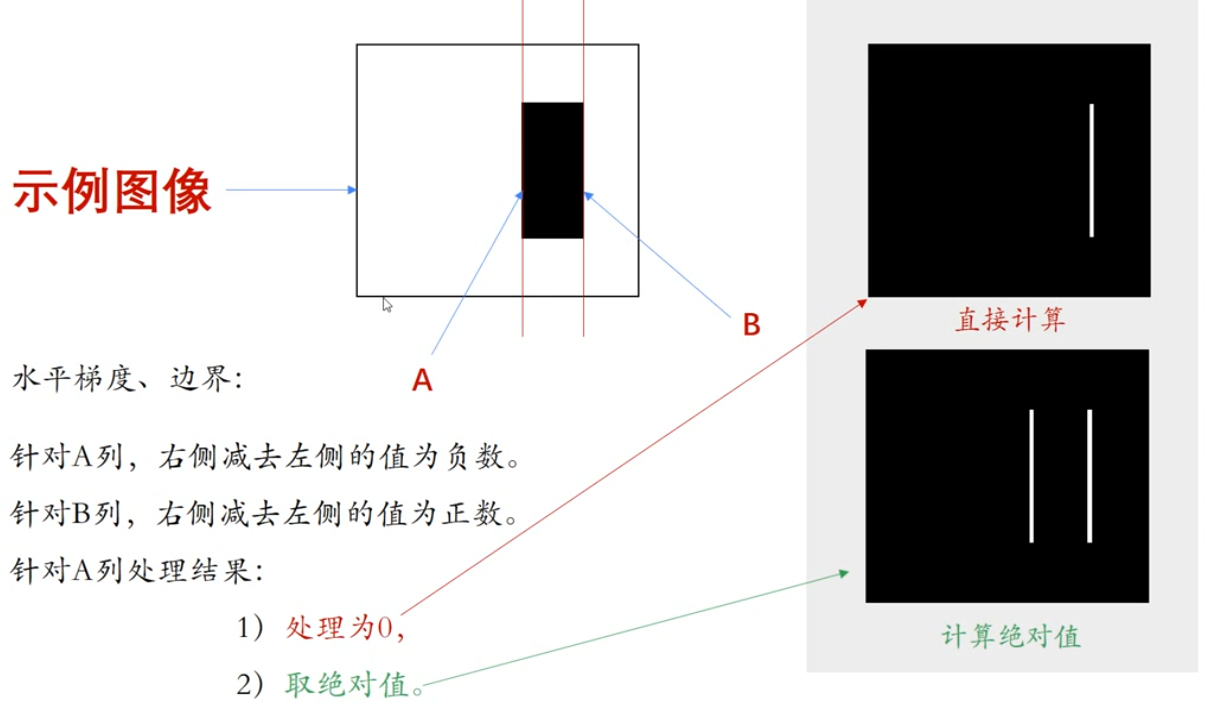 示例图像
A
B
直接计算
水平梯度、边界：
针对A列，右侧减去左侧的值为负数。
针对B列，右侧减去左侧的值为正数。
针对A列处理结果：
1）处理为0，
2）取绝对值。
计算绝对值